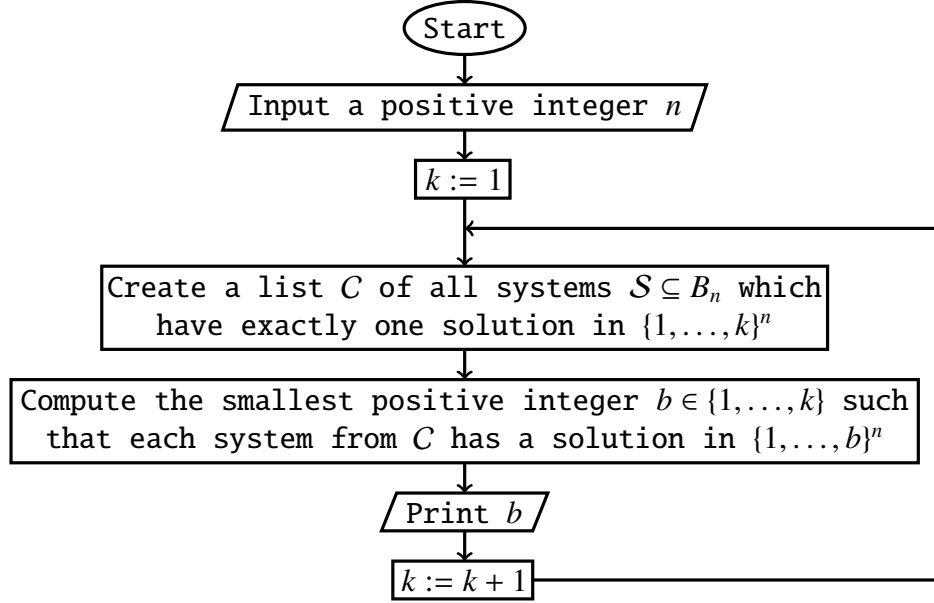 Start
Input a positive integer n
k := 1
Create a list 𝒞 of all systems 𝒮 ⊆ Bₙ which
have exactly one solution in {1, . . . , k}ⁿ
Compute the smallest positive integer b ∈ {1, . . . , k} such
that each system from 𝒞 has a solution in {1, . . . , b}ⁿ
Print b
k := k + 1